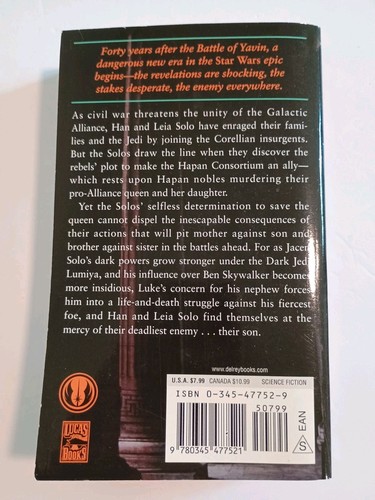 Forty years after the Battle of Yavin, a
dangerous new era in the Star Wars epic
begins—the revelations are shocking, the
stakes desperate, the enemy everywhere.
As civil war threatens the unity of the Galactic
Alliance, Han and Leia Solo have enraged their fami-
lies and the Jedi by joining the Corellian insurgents.
But the Solos draw the line when they discover the
rebels' plot to make the Hapan Consortium an ally—
which rests upon Hapan nobles murdering their
pro-Alliance queen and her daughter.
Yet the Solos' selfless determination to save the
queen cannot dispel the inescapable consequences of
their actions that will pit mother against son and
brother against sister in the battles ahead. For as Jacen
Solo's dark powers grow stronger under the Dark Jedi
Lumiya, and his influence over Ben Skywalker becomes
more insidious, Luke's concern for his nephew forces
him into a life-and-death struggle against his fiercest
foe, and Han and Leia Solo find themselves at the
mercy of their deadliest enemy . . . their son.
www.delreybooks.com
U.S.A. $7.99 CANADA $10.99 SCIENCE FICTION
ISBN 0-345-47752-9
50799
9 780345 477521
S
EAN
LUCAS
BOOKS